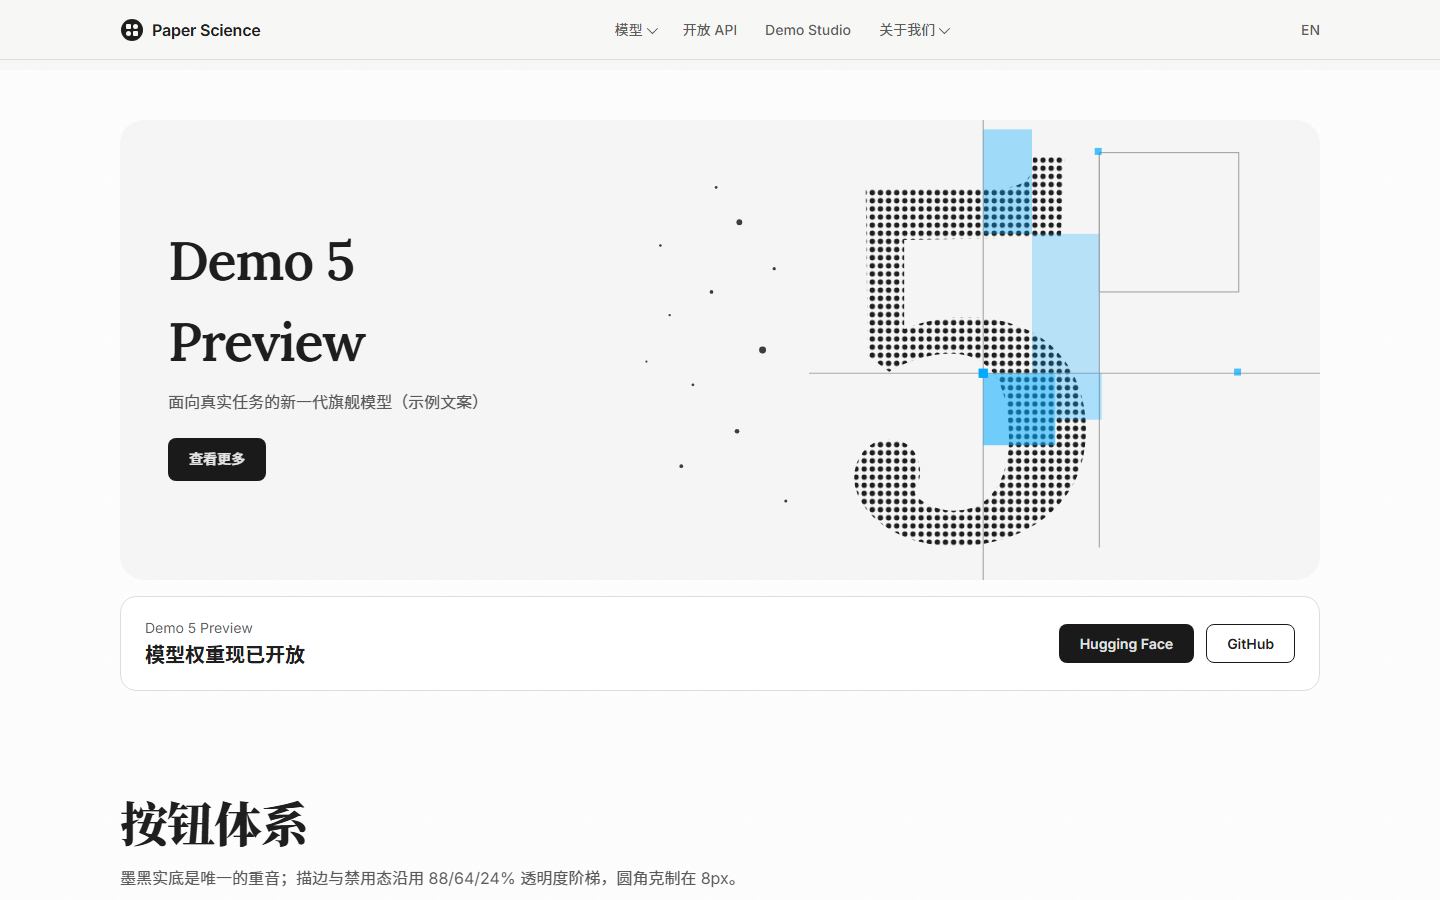 Paper Science
模型
开放 API
Demo Studio
关于我们
EN
Demo 5
Preview
面向真实任务的新一代旗舰模型（示例文案）
查看更多
5
Demo 5 Preview
模型权重现已开放
Hugging Face
GitHub
按钮体系
墨黑实底是唯一的重音；描边与禁用态沿用 88/64/24% 透明度阶梯，圆角克制在 8px。